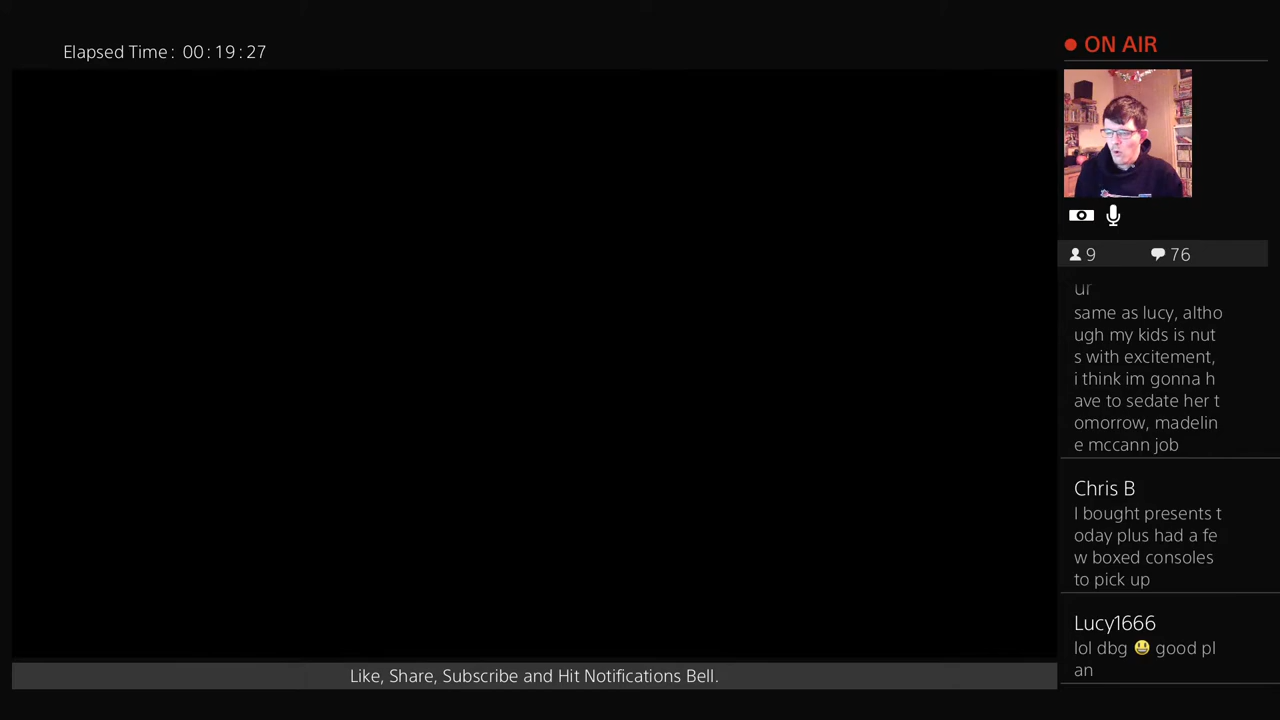 Elapsed Time: 00:19:27
ON AIR
9 76
ur
same as lucy, altho
ugh my kids is nut
s with excitement,
i think im gonna h
ave to sedate her t
omorrow, madelin
e mccann job
Chris B
I bought presents t
oday plus had a fe
w boxed consoles
to pick up
Lucy1666
lol dbg 😃 good pl
an
Like, Share, Subscribe and Hit Notifications Bell.